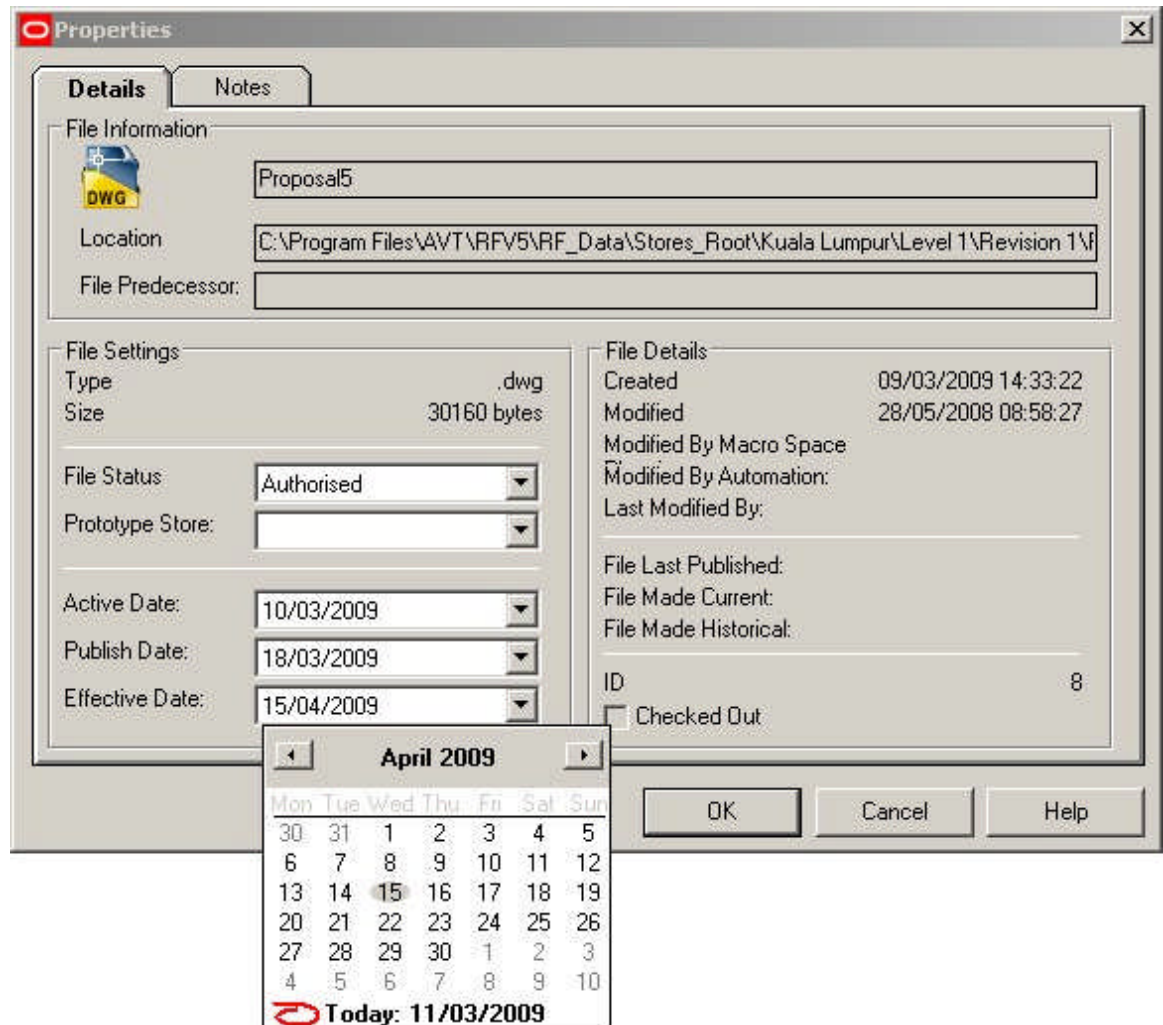 Properties
Details Notes
File Information
DWG
Proposal5
Location C:\Program Files\AVT\RFV5\RF_Data\Stores_Root\Kuala Lumpur\Level 1\Revision 1\
File Predecessor:
File Settings
Type .dwg
Size 30160 bytes
File Status Authorised
Prototype Store:
Active Date: 10/03/2009
Publish Date: 18/03/2009
Effective Date: 15/04/2009
File Details
Created 09/03/2009 14:33:22
Modified 28/05/2008 08:58:27
Modified By Macro Space
Modified By Automation:
Last Modified By:
File Last Published:
File Made Current:
File Made Historical:
ID 8
Checked Out
April 2009
Mon Tue Wed Thu Fri Sat Sun
30 31 1 2 3 4 5
6 7 8 9 10 11 12
13 14 15 16 17 18 19
20 21 22 23 24 25 26
27 28 29 30 1 2 3
4 5 6 7 8 9 10
Today: 11/03/2009
OK Cancel Help